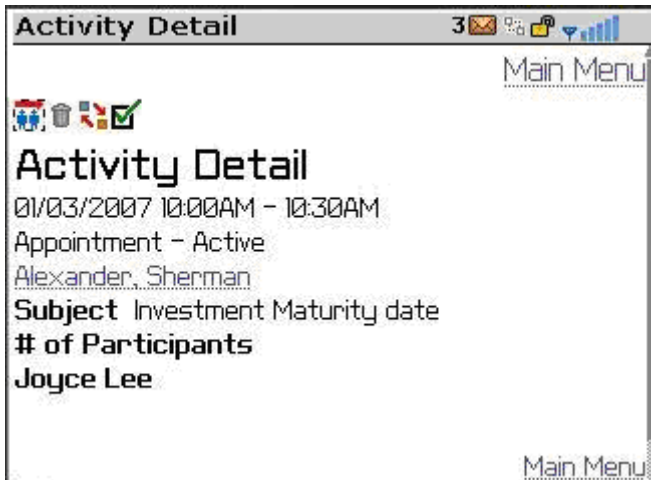 Activity Detail 3
Main Menu
Activity Detail
01/03/2007 10:00AM - 10:30AM
Appointment - Active
Alexander, Sherman
Subject Investment Maturity date
# of Participants
Joyce Lee
Main Menu